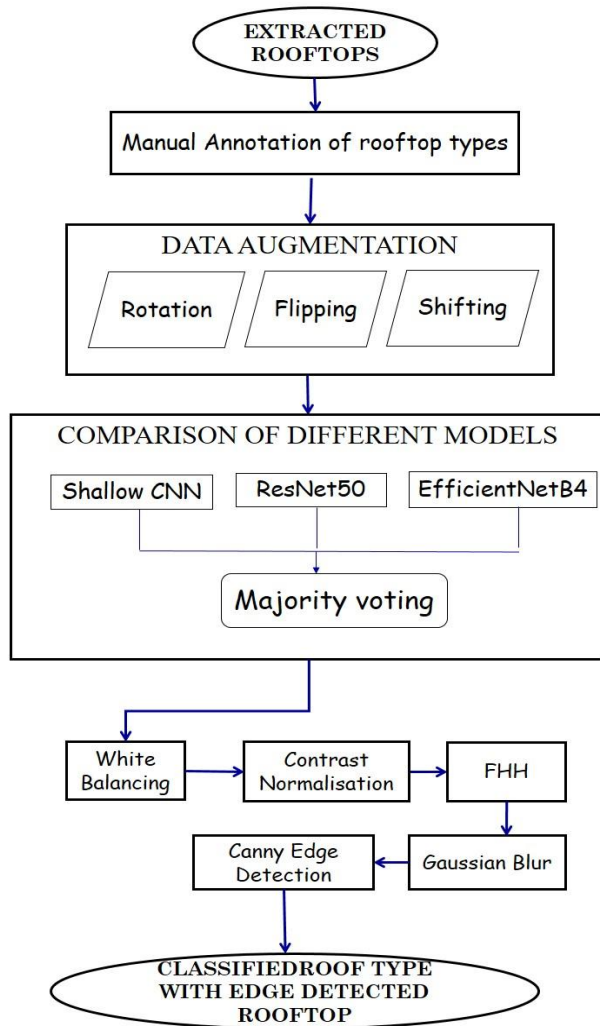 EXTRACTED
ROOFTOPS
Manual Annotation of rooftop types
DATA AUGMENTATION
Rotation
Flipping
Shifting
COMPARISON OF DIFFERENT MODELS
Shallow CNN
ResNet50
EfficientNetB4
Majority voting
White
Balancing
Contrast
Normalisation
FHH
Gaussian Blur
Canny Edge
Detection
CLASSIFIEDROOF TYPE
WITH EDGE DETECTED
ROOFTOP